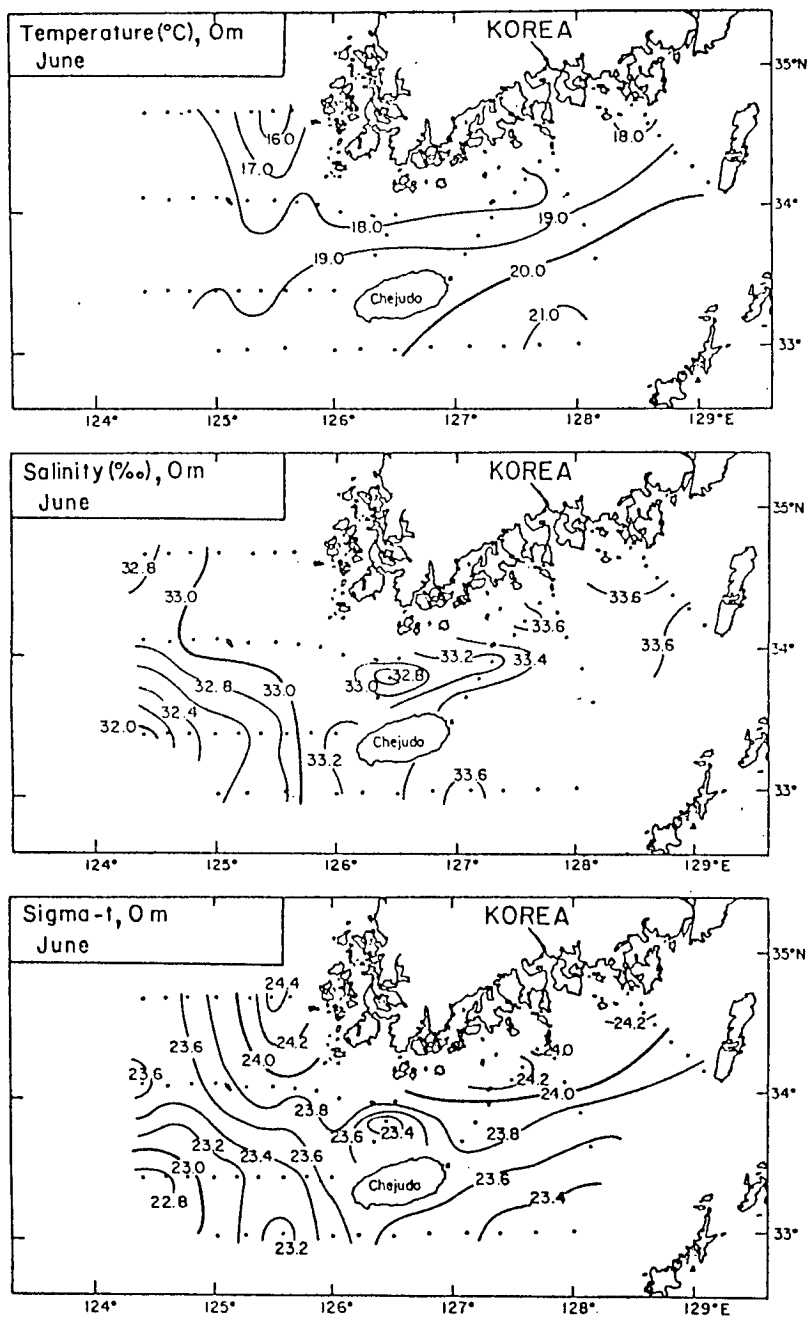 Temperature (°C), 0m
June
KOREA
35°N
16.0
18.0
17.0
34°
18.0
19.0
19.0
20.0
Chejudo
21.0
33°
124° 125° 126° 127° 128° 129°E
Salinity (‰), 0m
June
KOREA
35°N
32.8
33.0
33.6
33.6
33.6
34°
33.2
33.4
32.8
33.0
32.8
33.0
32.4
32.0
Chejudo
33.2
33.6
33°
124° 125° 126° 127° 128° 129°E
Sigma-t, 0m
June
KOREA
35°N
24.4
24.2
24.2
23.6
24.0
24.0
23.6
24.2
24.0
34°
23.8
23.6
23.4
23.8
23.2
23.4
23.6
23.0
22.8
Chejudo
23.6
23.4
23.2
33°
124° 125° 126° 127° 128° 129°E